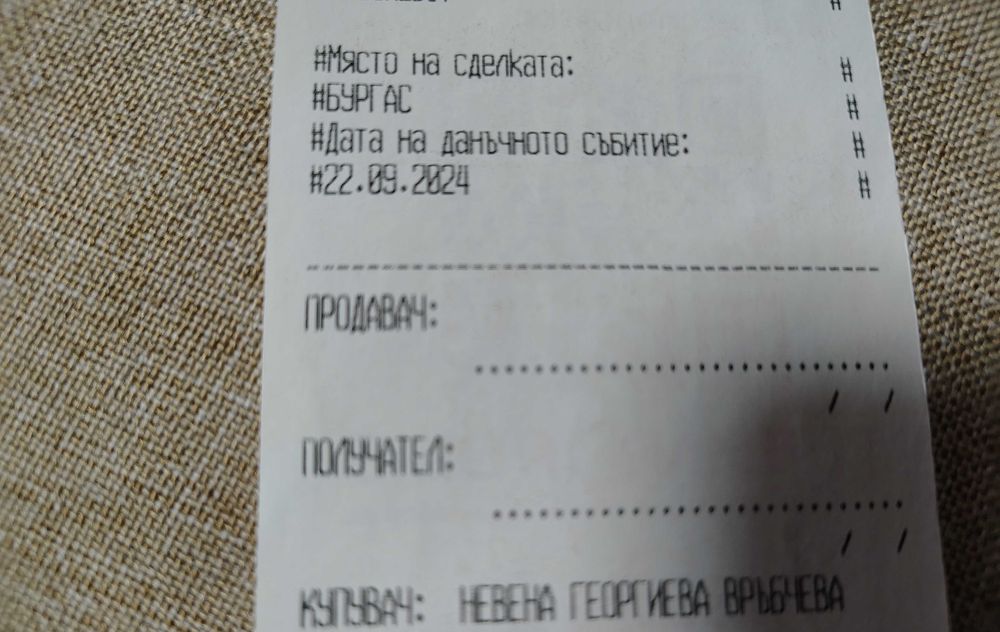 #Място на сделката: #
#БУРГАС #
#Дата на данъчното събитие: #
#22.09.2024 #
--------------------------------
ПРОДАВАЧ:
..............................
/ /
ПОЛУЧАТЕЛ:
..............................
/ /
КУПУВАЧ: НЕВЕНА ГЕОРГИЕВА ВРЪБЧЕВА